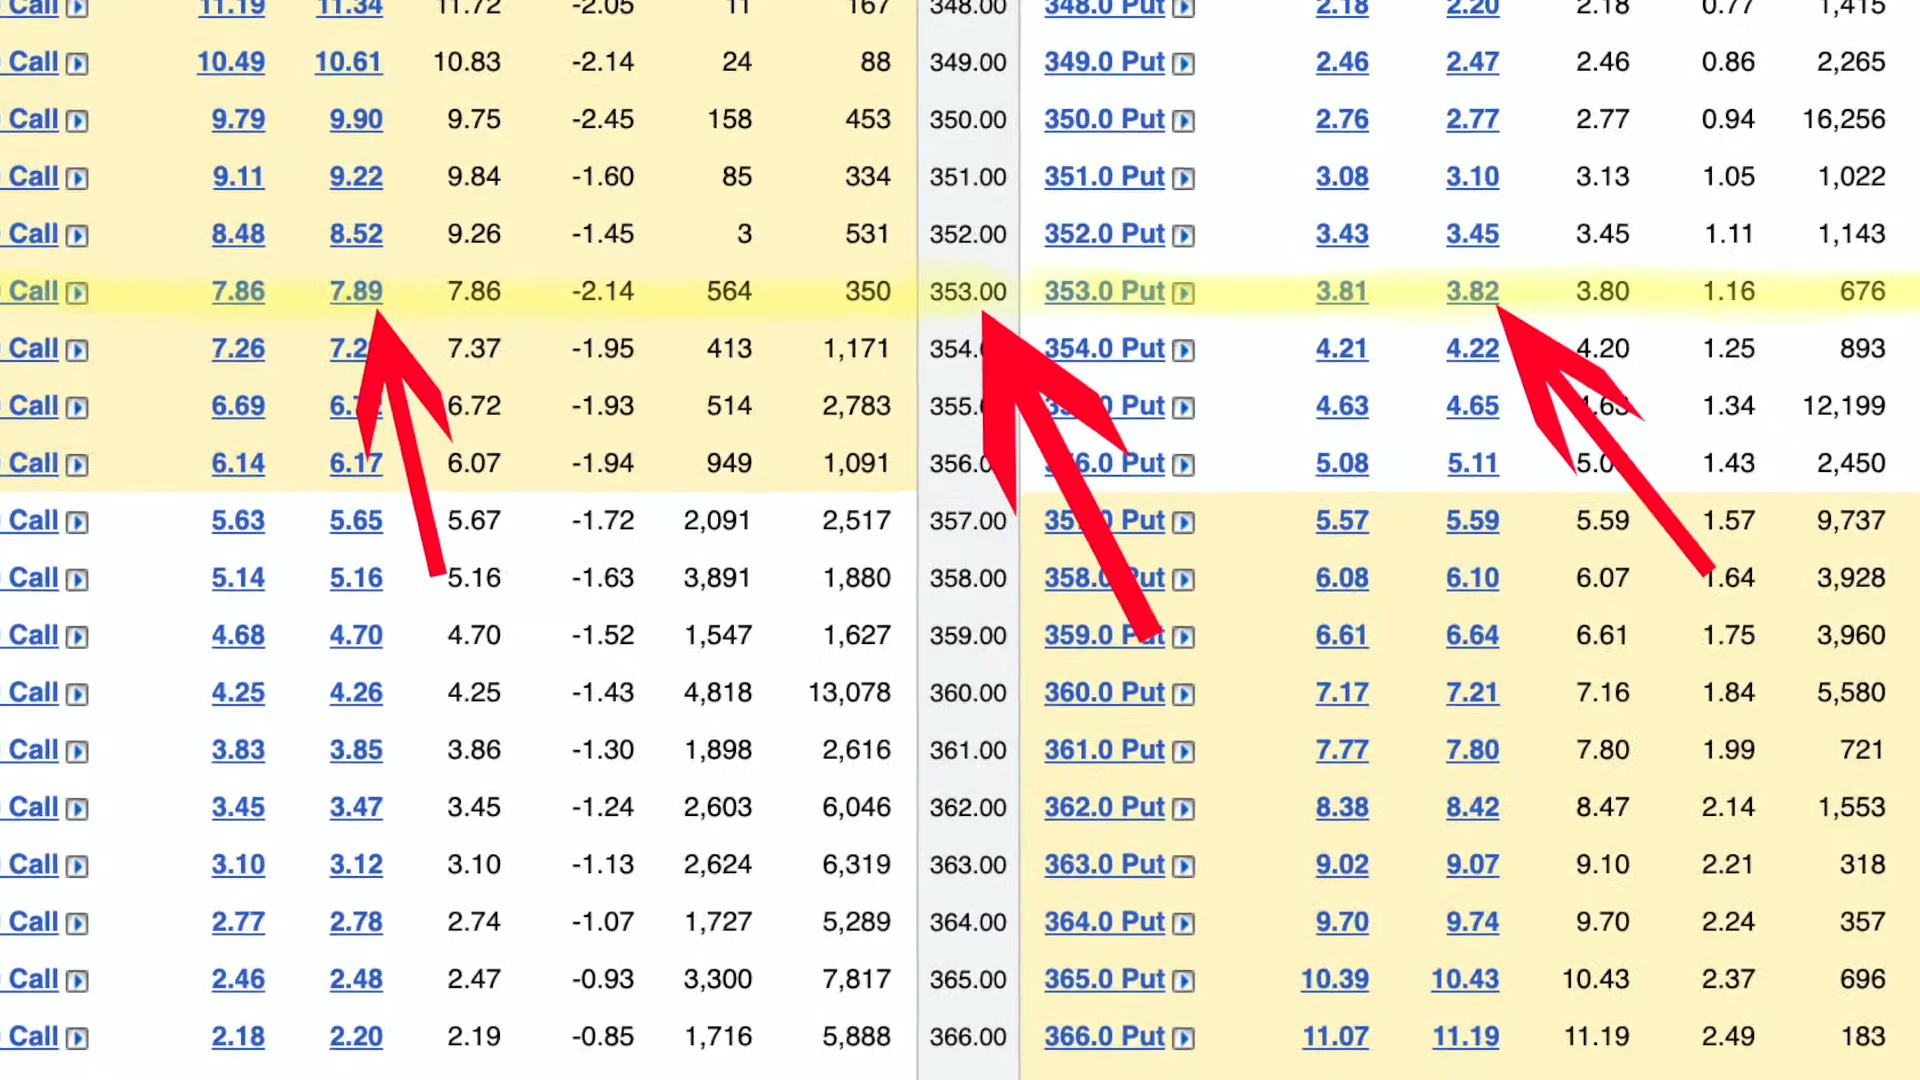 Call 11.19 11.34 11.72 -2.05 11 167 348.00 348.0 Put 2.18 2.20 2.18 0.77 1,415
Call 10.49 10.61 10.83 -2.14 24 88 349.00 349.0 Put 2.46 2.47 2.46 0.86 2,265
Call 9.79 9.90 9.75 -2.45 158 453 350.00 350.0 Put 2.76 2.77 2.77 0.94 16,256
Call 9.11 9.22 9.84 -1.60 85 334 351.00 351.0 Put 3.08 3.10 3.13 1.05 1,022
Call 8.48 8.52 9.26 -1.45 3 531 352.00 352.0 Put 3.43 3.45 3.45 1.11 1,143
Call 7.86 7.89 7.86 -2.14 564 350 353.00 353.0 Put 3.81 3.82 3.80 1.16 676
Call 7.26 7.37 -1.95 413 1,171 354.0 Put 4.21 4.22 4.20 1.25 893
Call 6.69 6.72 -1.93 514 2,783 Put 4.63 4.65 4.63 1.34 12,199
Call 6.14 6.17 6.07 -1.94 949 1,091 Put 5.08 5.11 1.43 2,450
Call 5.63 5.65 5.67 -1.72 2,091 2,517 357.00 Put 5.57 5.59 5.59 1.57 9,737
Call 5.14 5.16 5.16 -1.63 3,891 1,880 358.00 358.0 Put 6.08 6.10 6.07 1.64 3,928
Call 4.68 4.70 4.70 -1.52 1,547 1,627 359.00 359.0 Put 6.61 6.64 6.61 1.75 3,960
Call 4.25 4.26 4.25 -1.43 4,818 13,078 360.00 360.0 Put 7.17 7.21 7.16 1.84 5,580
Call 3.83 3.85 3.86 -1.30 1,898 2,616 361.00 361.0 Put 7.77 7.80 7.80 1.99 721
Call 3.45 3.47 3.45 -1.24 2,603 6,046 362.00 362.0 Put 8.38 8.42 8.47 2.14 1,553
Call 3.10 3.12 3.10 -1.13 2,624 6,319 363.00 363.0 Put 9.02 9.07 9.10 2.21 318
Call 2.77 2.78 2.74 -1.07 1,727 5,289 364.00 364.0 Put 9.70 9.74 9.70 2.24 357
Call 2.46 2.48 2.47 -0.93 3,300 7,817 365.00 365.0 Put 10.39 10.43 10.43 2.37 696
Call 2.18 2.20 2.19 -0.85 1,716 5,888 366.00 366.0 Put 11.07 11.19 11.19 2.49 183